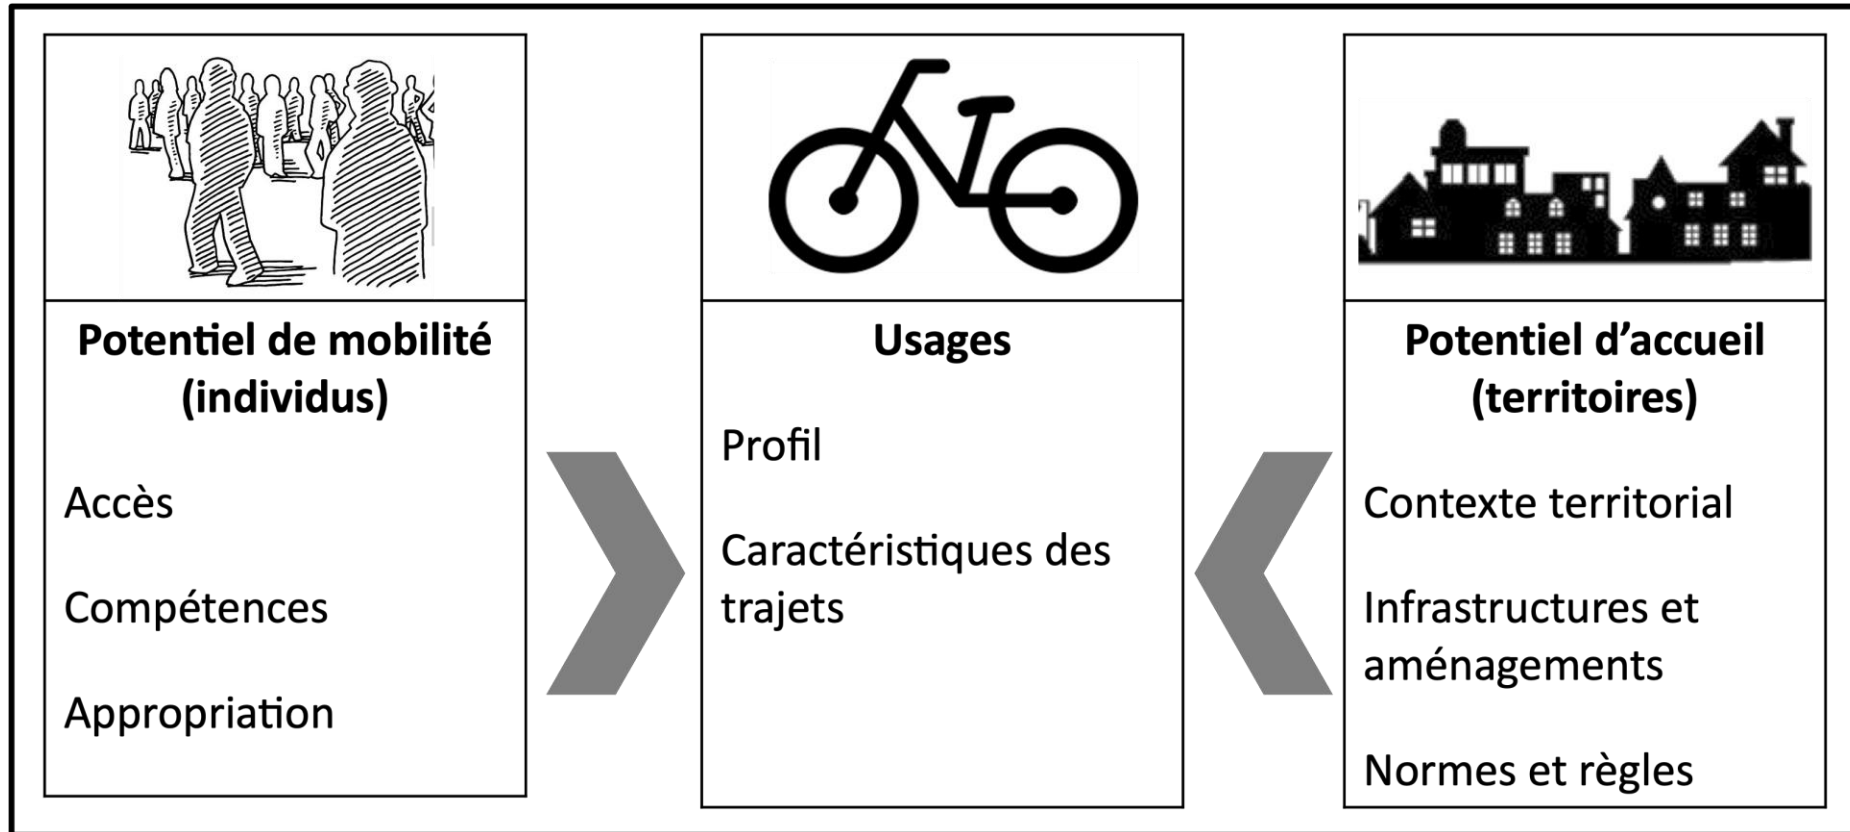 Potentiel de mobilité
(individus)
Accès
Compétences
Appropriation
Usages
Profil
Caractéristiques des
trajets
Potentiel d’accueil
(territoires)
Contexte territorial
Infrastructures et
aménagements
Normes et règles